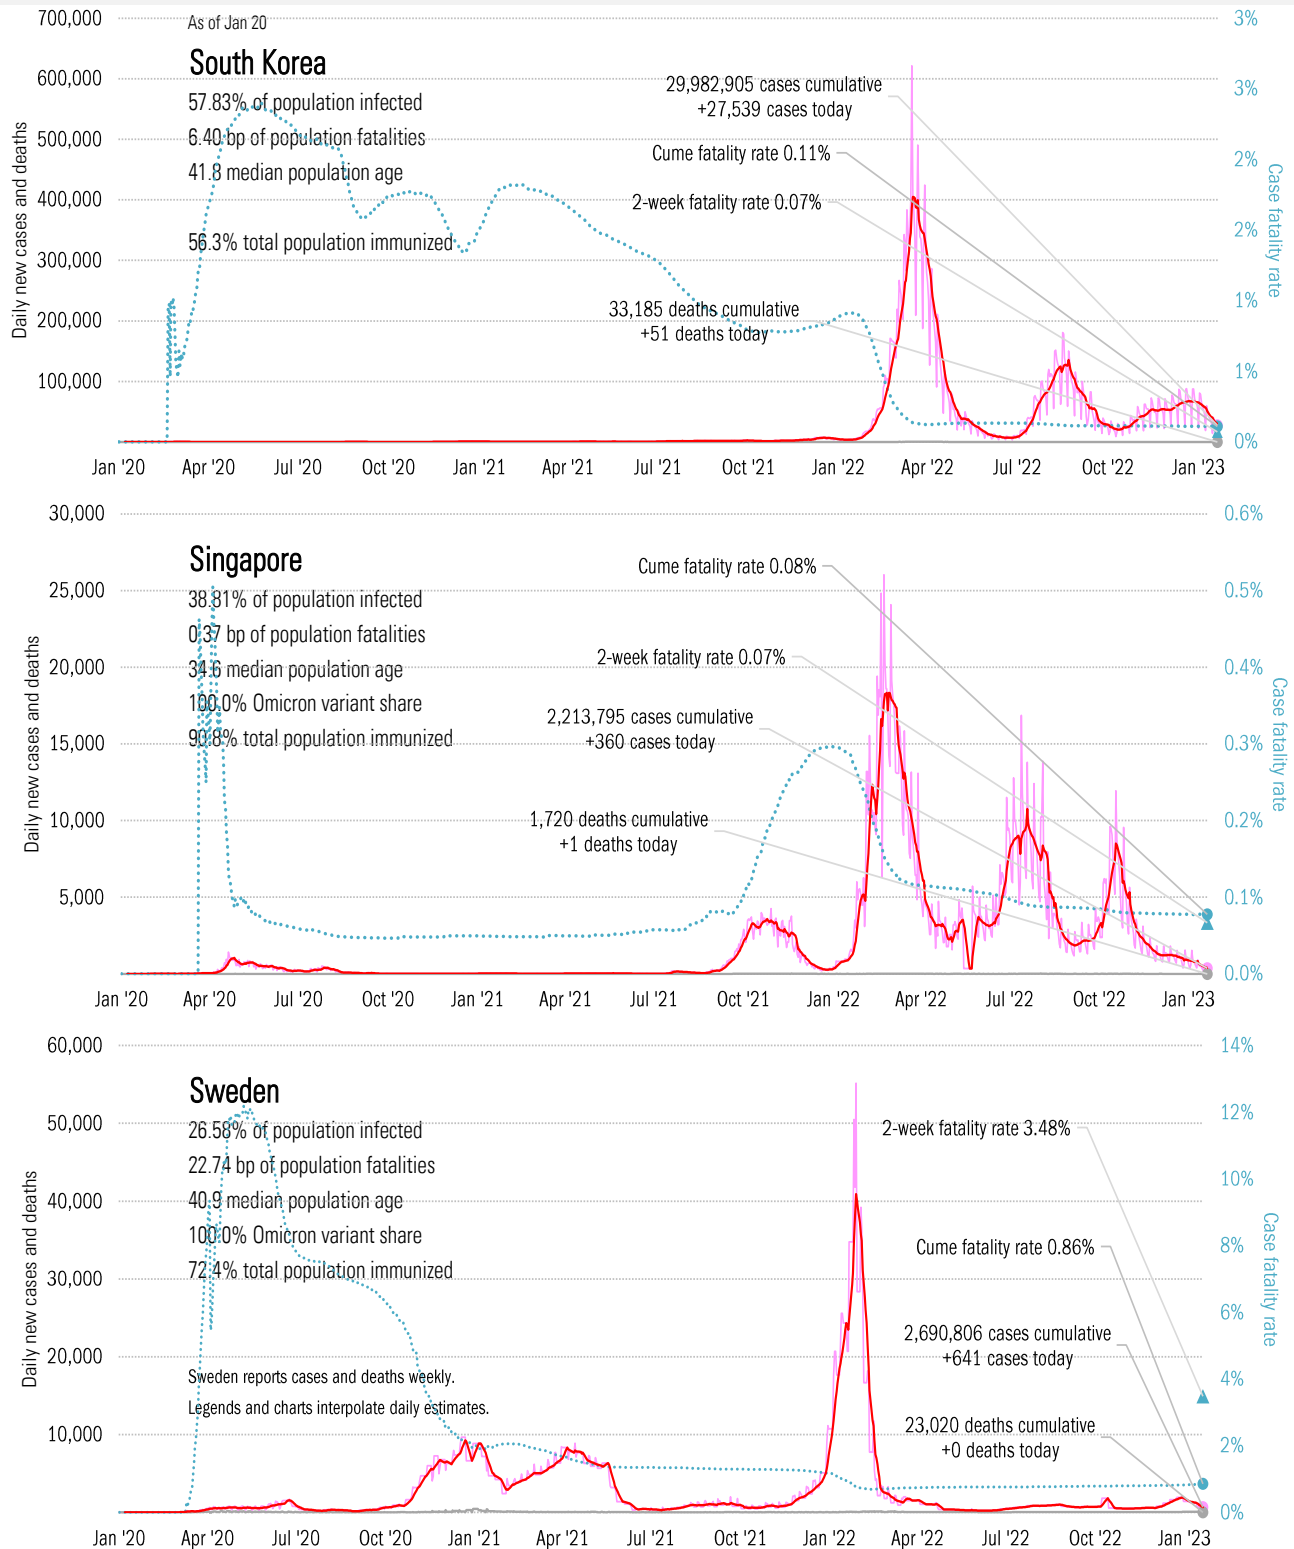 As of Jan 20
South Korea
57.83% of population infected
6.40 bp of population fatalities
41.8 median population age
56.3% total population immunized
29,982,905 cases cumulative
+27,539 cases today
Cume fatality rate 0.11%
2-week fatality rate 0.07%
33,185 deaths cumulative
+51 deaths today
Daily new cases and deaths
700,000
600,000
500,000
400,000
300,000
200,000
100,000
3%
3%
2%
2%
1%
1%
0%
Case fatality rate
Jan '20 Apr '20 Jul '20 Oct '20 Jan '21 Apr '21 Jul '21 Oct '21 Jan '22 Apr '22 Jul '22 Oct '22 Jan '23
Singapore
38.81% of population infected
0.37 bp of population fatalities
34.6 median population age
100.0% Omicron variant share
90.8% total population immunized
Cume fatality rate 0.08%
2-week fatality rate 0.07%
2,213,795 cases cumulative
+360 cases today
1,720 deaths cumulative
+1 deaths today
Daily new cases and deaths
30,000
25,000
20,000
15,000
10,000
5,000
0.6%
0.5%
0.4%
0.3%
0.2%
0.1%
0.0%
Case fatality rate
Jan '20 Apr '20 Jul '20 Oct '20 Jan '21 Apr '21 Jul '21 Oct '21 Jan '22 Apr '22 Jul '22 Oct '22 Jan '23
Sweden
26.58% of population infected
22.74 bp of population fatalities
40.9 median population age
100.0% Omicron variant share
72.4% total population immunized
Sweden reports cases and deaths weekly.
Legends and charts interpolate daily estimates.
2-week fatality rate 3.48%
Cume fatality rate 0.86%
2,690,806 cases cumulative
+641 cases today
23,020 deaths cumulative
+0 deaths today
Daily new cases and deaths
60,000
50,000
40,000
30,000
20,000
10,000
14%
12%
10%
8%
6%
4%
2%
0%
Case fatality rate
Jan '20 Apr '20 Jul '20 Oct '20 Jan '21 Apr '21 Jul '21 Oct '21 Jan '22 Apr '22 Jul '22 Oct '22 Jan '23